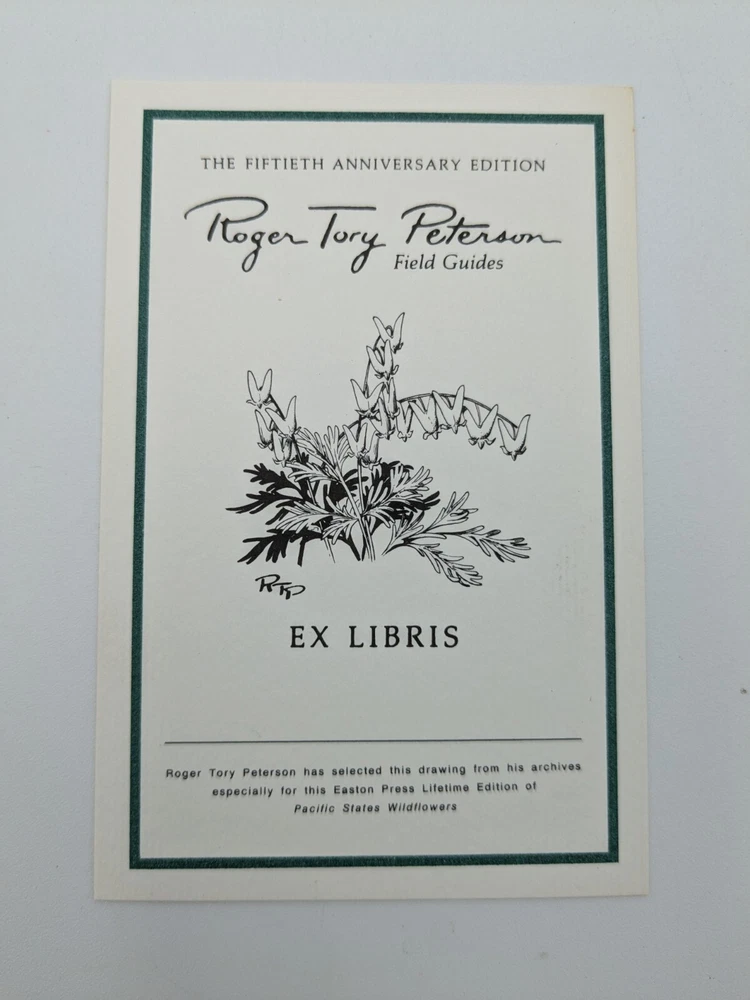 THE FIFTIETH ANNIVERSARY EDITION
Roger Tory Peterson
Field Guides
RTP
EX LIBRIS
Roger Tory Peterson has selected this drawing from his archives
especially for this Easton Press Lifetime Edition of
Pacific States Wildflowers